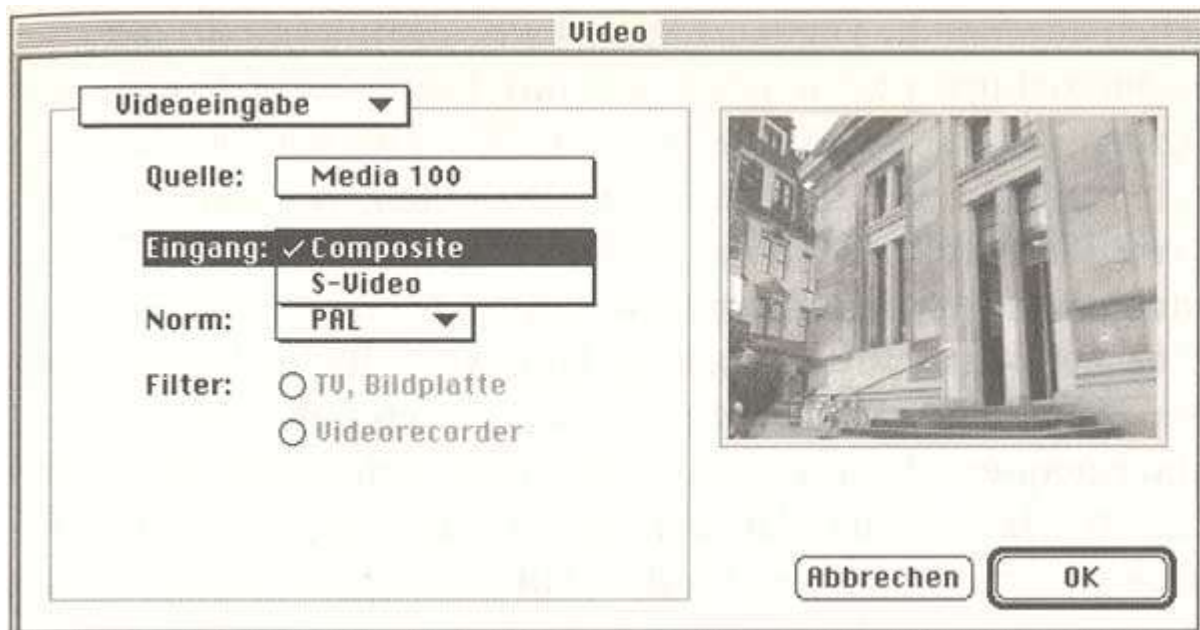 Video
Videoeingabe
Quelle: Media 100
Eingang: ✓ Composite
S-Video
Norm: PAL
Filter: TV, Bildplatte
Videorecorder
Abbrechen OK